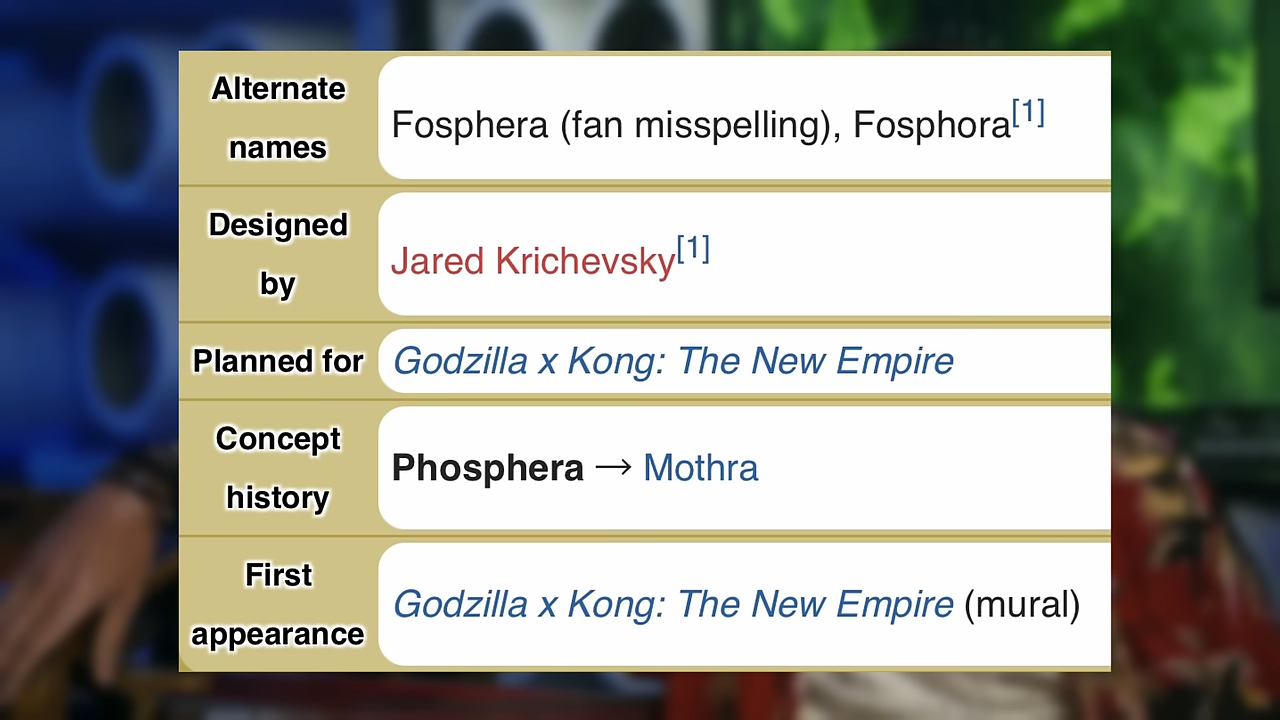 Alternate
names
Fosphera (fan misspelling), Fosphora[1]
Designed
by
Jared Krichevsky[1]
Planned for
Godzilla x Kong: The New Empire
Concept
history
Phosphera → Mothra
First
appearance
Godzilla x Kong: The New Empire (mural)